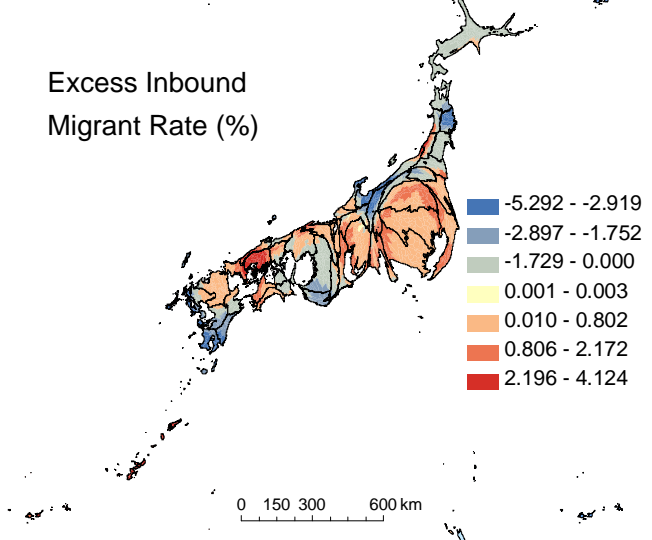 Excess Inbound
Migrant Rate (%)
-5.292 - -2.919
-2.897 - -1.752
-1.729 - 0.000
0.001 - 0.003
0.010 - 0.802
0.806 - 2.172
2.196 - 4.124
0 150 300 600 km